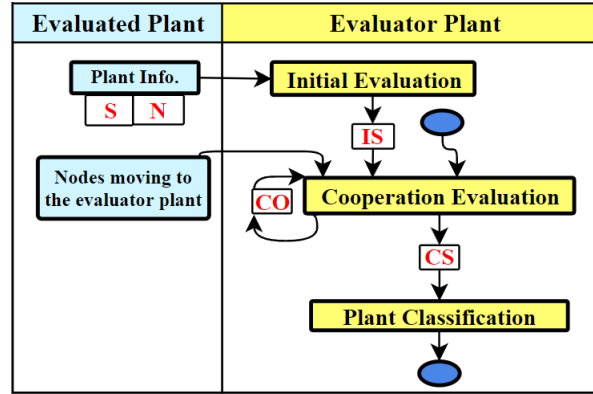 Evaluated Plant
Evaluator Plant
Plant Info.
S
N
Initial Evaluation
IS
Nodes moving to
the evaluator plant
CO
Cooperation Evaluation
CS
Plant Classification